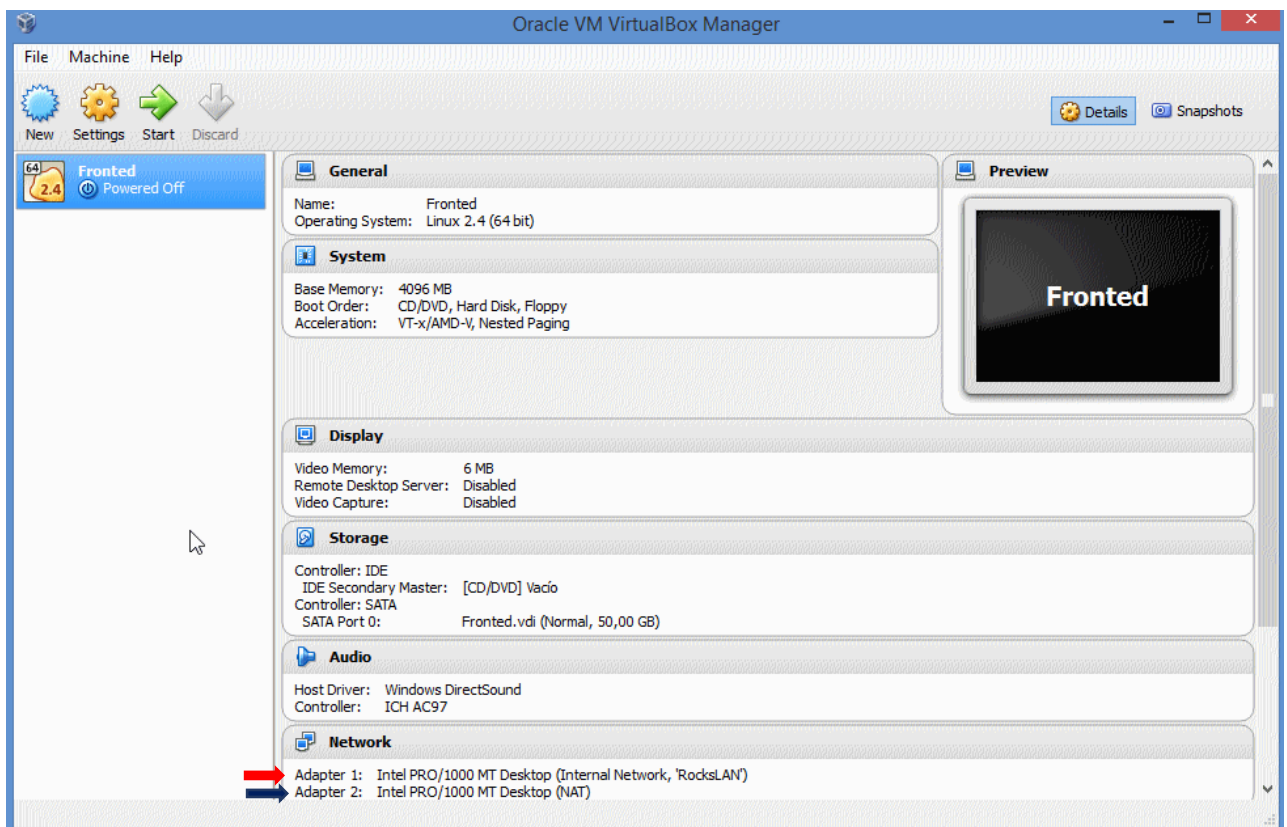 Oracle VM VirtualBox Manager
File Machine Help
New Settings Start Discard
Details Snapshots
64
2.4
Fronted
Powered Off
General
Name: Fronted
Operating System: Linux 2.4 (64 bit)
System
Base Memory: 4096 MB
Boot Order: CD/DVD, Hard Disk, Floppy
Acceleration: VT-x/AMD-V, Nested Paging
Preview
Fronted
Display
Video Memory: 6 MB
Remote Desktop Server: Disabled
Video Capture: Disabled
Storage
Controller: IDE
IDE Secondary Master: [CD/DVD] Vacío
Controller: SATA
SATA Port 0: Fronted.vdi (Normal, 50,00 GB)
Audio
Host Driver: Windows DirectSound
Controller: ICH AC97
Network
Adapter 1: Intel PRO/1000 MT Desktop (Internal Network, 'RocksLAN')
Adapter 2: Intel PRO/1000 MT Desktop (NAT)